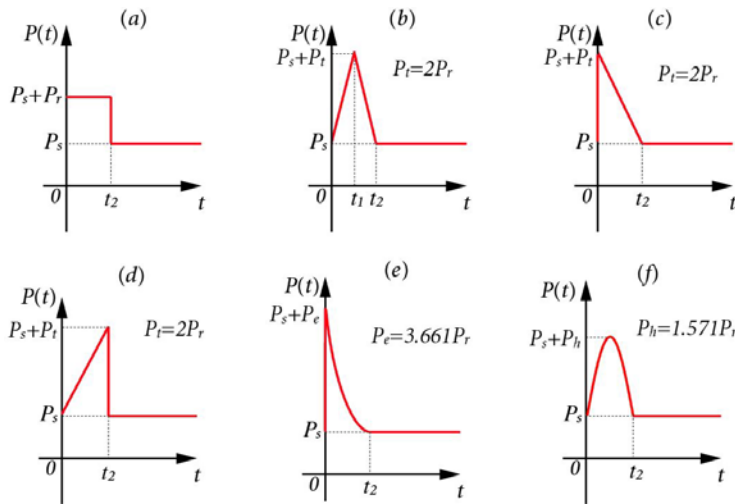 (a)
P(t)
Pₛ+Pᵣ
Pₛ
0
t₂
t
(b)
P(t)
Pₛ+Pₜ
Pₜ=2Pᵣ
Pₛ
0
t₁ t₂
t
(c)
P(t)
Pₛ+Pₜ
Pₜ=2Pᵣ
Pₛ
0
t₂
t
(d)
P(t)
Pₛ+Pₜ
Pₜ=2Pᵣ
Pₛ
0
t₂
t
(e)
P(t)
Pₛ+Pₑ
Pₑ=3.661Pᵣ
Pₛ
0
t₂
t
(f)
P(t)
Pₛ+Pₕ
Pₕ=1.571Pᵣ
Pₛ
0
t₂
t